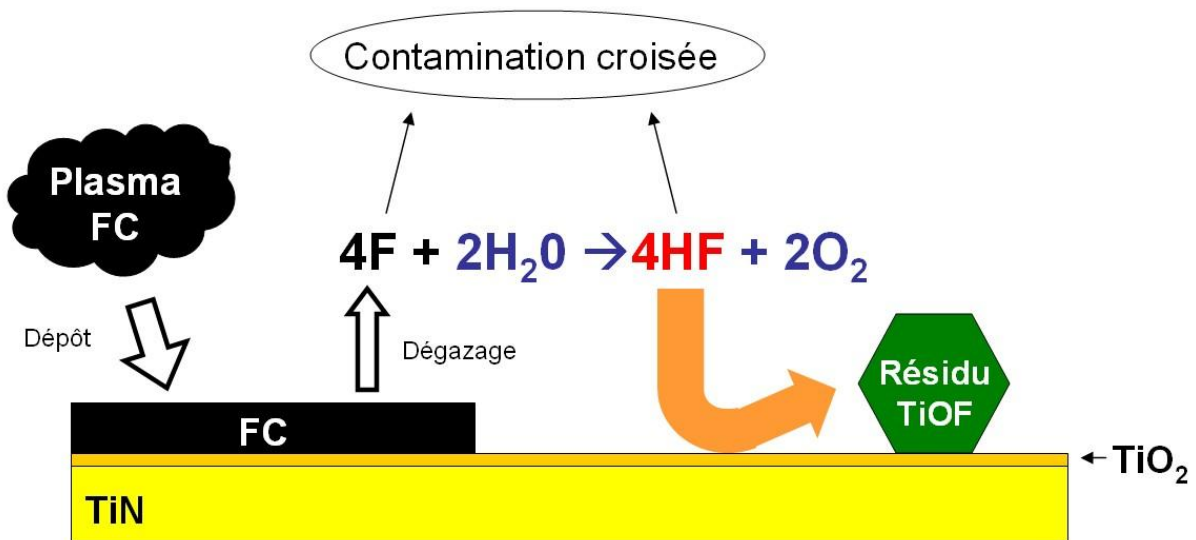 Contamination croisée
Plasma
FC
4F + 2H₂0 → 4HF + 2O₂
Dépôt
Dégazage
Résidu
TiOF
FC
TiO₂
TiN